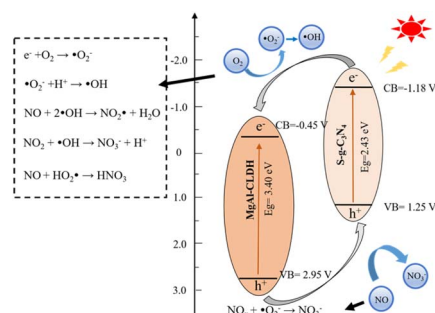 e⁻ +O₂ → •O₂⁻
•O₂⁻ +H⁺ → •OH
NO + 2•OH → NO₂• + H₂O
NO₂ + •OH → NO₃⁻ + H⁺
NO + HO₂• → HNO₃
-2.0
-1.0
0
1.0
2.0
3.0
O₂
•O₂⁻
•OH
e⁻
CB=-1.18 V
S-g-C₃N₄
Eg=2.43 eV
h⁺
VB= 1.25 V
e⁻
CB=-0.45 V
MgAl-CLDH
Eg= 3.40 eV
VB= 2.95 V
h⁺
NO
NO₃⁻
+ •O₂⁻ →